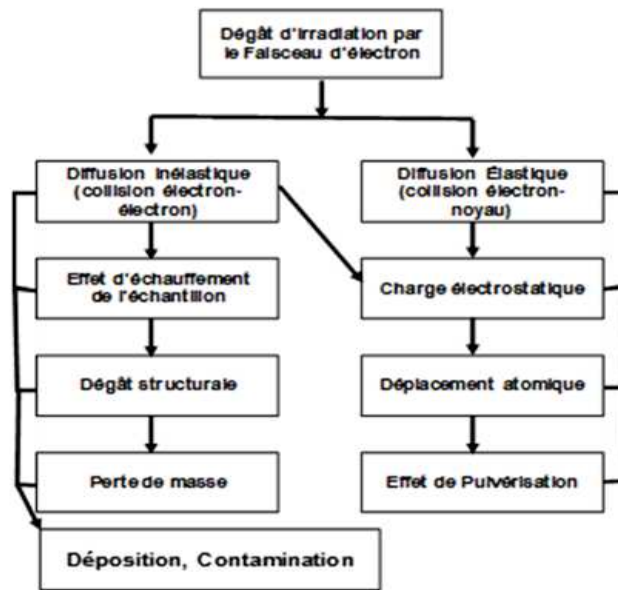 Dégât d'irradiation par
le Faisceau d'électron
Diffusion Inélastique
(collision électron-
électron)
Diffusion Élastique
(collision électron-
noyau)
Effet d'échauffement
de l'échantillon
Charge électrostatique
Dégât structurale
Déplacement atomique
Perte de masse
Effet de Pulvérisation
Déposition, Contamination